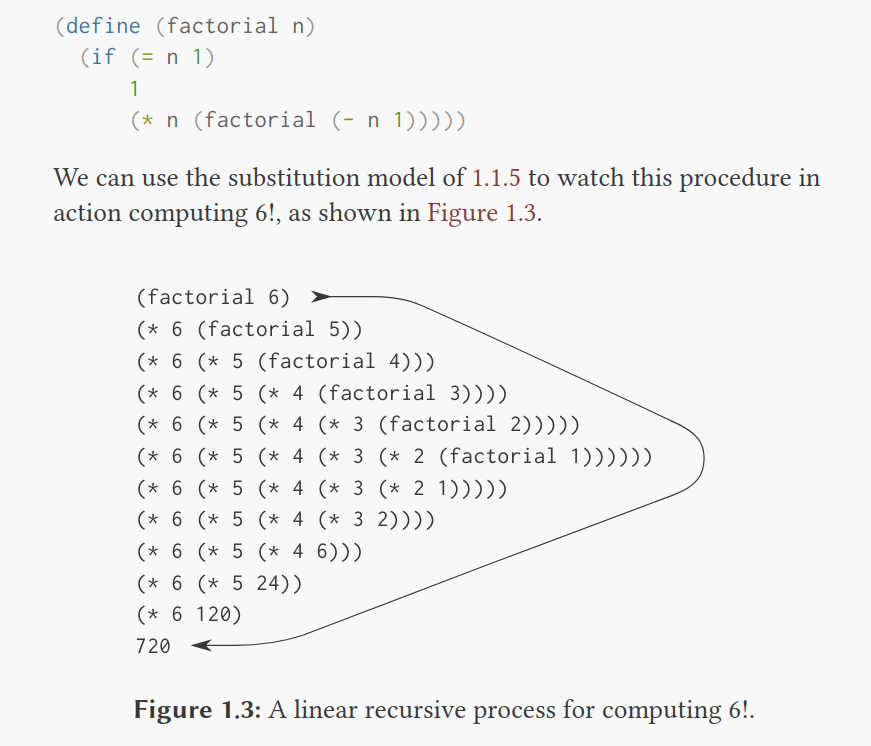 (define (factorial n)
  (if (= n 1)
      1
      (* n (factorial (- n 1)))))
We can use the substitution model of 1.1.5 to watch this procedure in
action computing 6!, as shown in Figure 1.3.
(factorial 6)
(* 6 (factorial 5))
(* 6 (* 5 (factorial 4)))
(* 6 (* 5 (* 4 (factorial 3))))
(* 6 (* 5 (* 4 (* 3 (factorial 2)))))
(* 6 (* 5 (* 4 (* 3 (* 2 (factorial 1))))))
(* 6 (* 5 (* 4 (* 3 (* 2 1)))))
(* 6 (* 5 (* 4 (* 3 2))))
(* 6 (* 5 (* 4 6)))
(* 6 (* 5 24))
(* 6 120)
720
Figure 1.3: A linear recursive process for computing 6!.